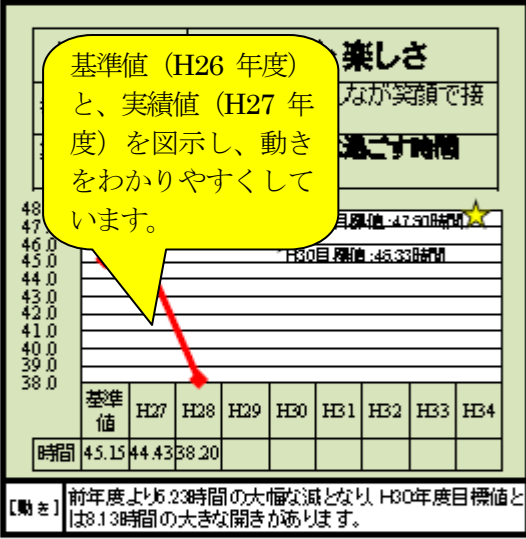 楽しさ
なが笑顔で接
過ごす時間
基準値（H26 年度）
と、実績値（H27 年
度）を図示し、動き
をわかりやすくして
います。
48
47.0
46.0
45.0
44.0
43.0
42.0
41.0
40.0
39.0
38.0
目標値:47.50時間
H30目標値:46.33時間
基準値 H27 H28 H29 H30 H31 H32 H33 H34
時間 45.15 44.43 38.20
【動き】
前年度より6.23時間の大幅な減となり、H30年度目標値と
は8.13時間の大きな開きがあります。